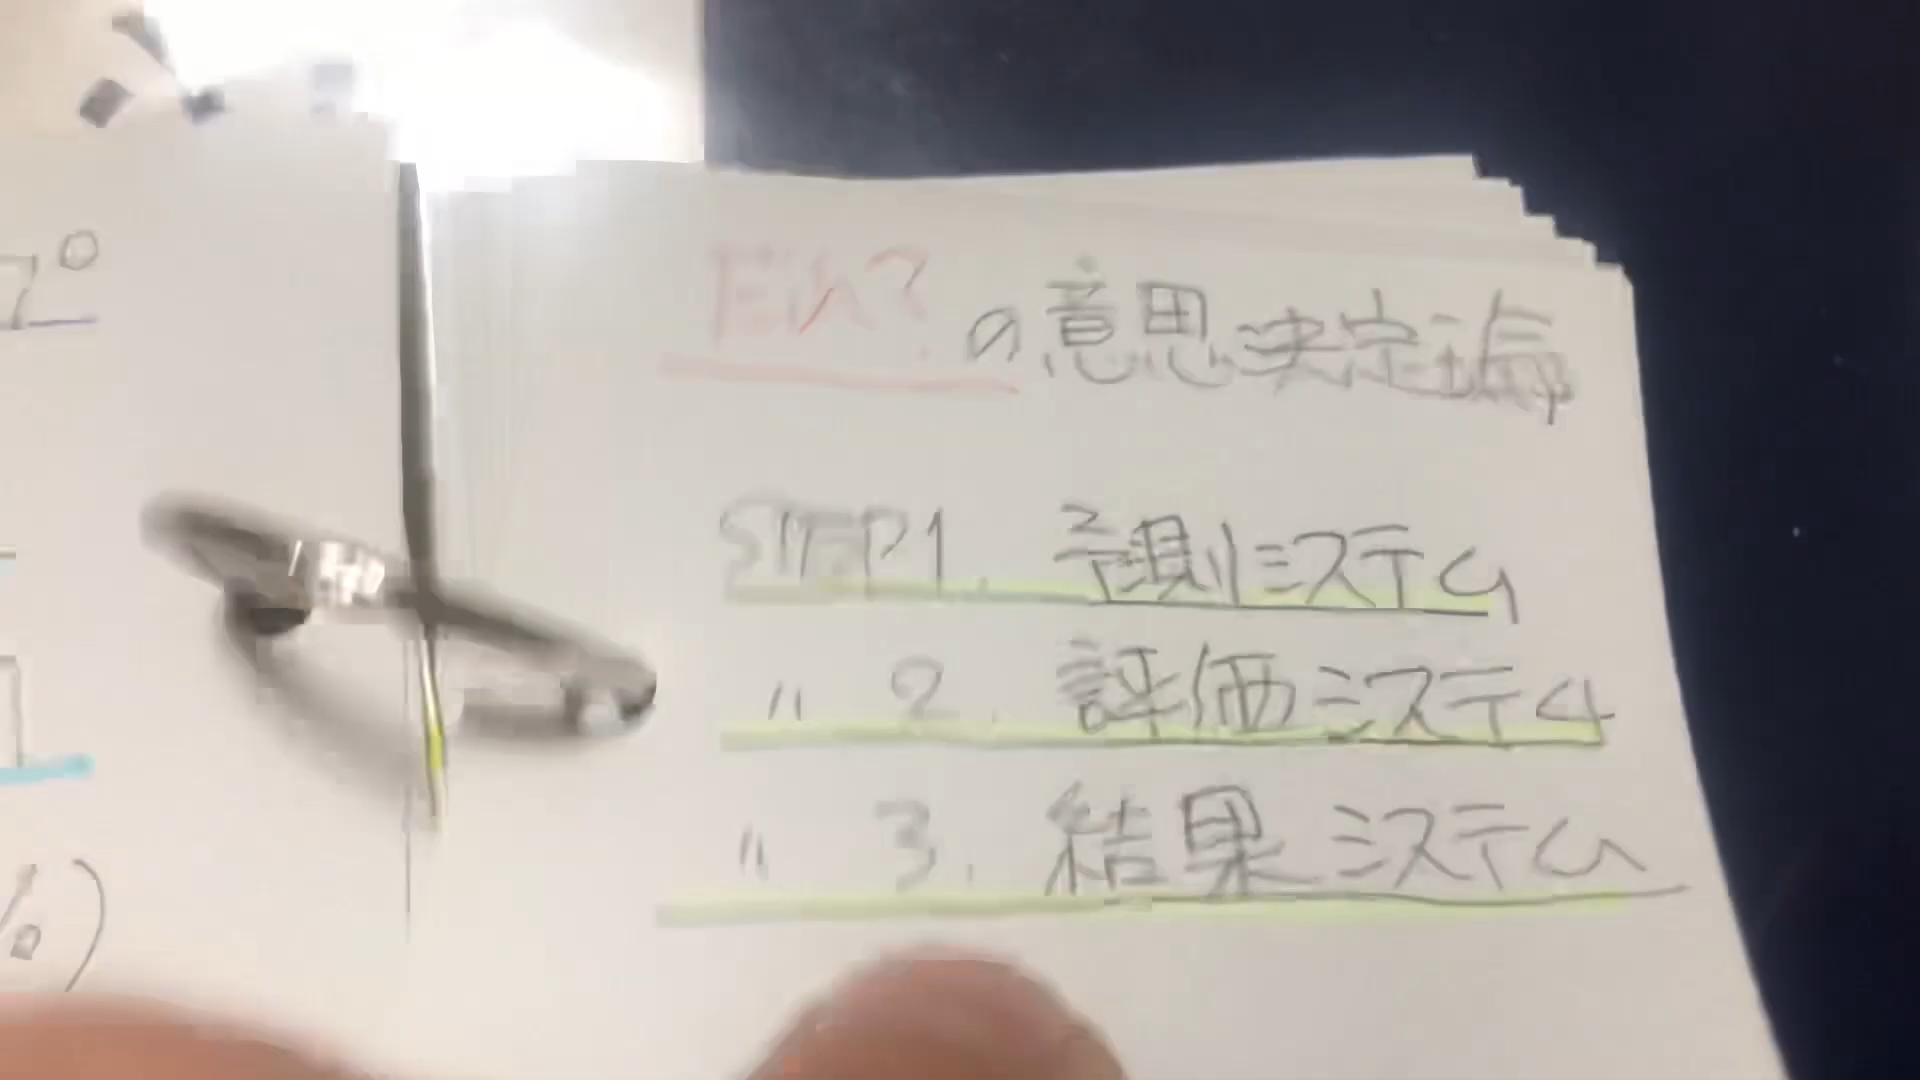 の意思決定論
STEP1. 予測システム
〃 2. 評価システム
〃 3. 結果システム